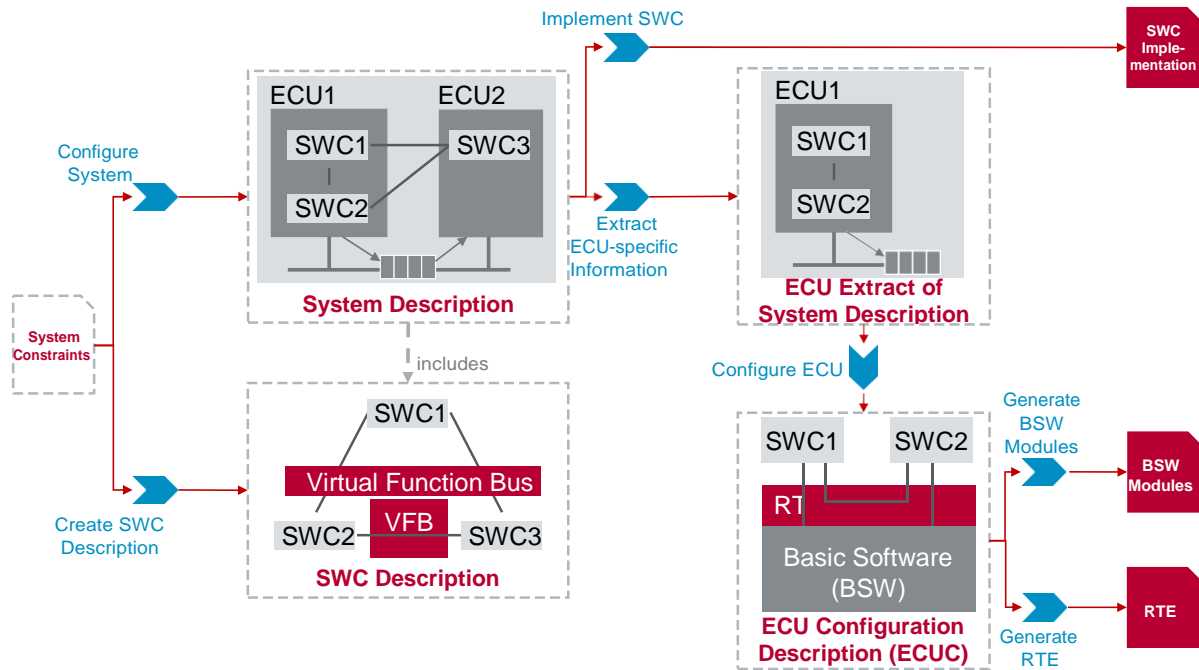 Implement SWC
SWC
Imple-
mentation
ECU1
ECU2
SWC1
SWC3
SWC2
ECU1
SWC1
SWC2
Configure
System
Extract
ECU-specific
Information
System Description
ECU Extract of
System Description
System
Constraints
includes
Configure ECU
SWC1
Virtual Function Bus
SWC2
VFB
SWC3
SWC Description
Create SWC
Description
SWC1
SWC2
RT
Basic Software
(BSW)
ECU Configuration
Description (ECUC)
Generate
BSW
Modules
BSW
Modules
RTE
Generate
RTE